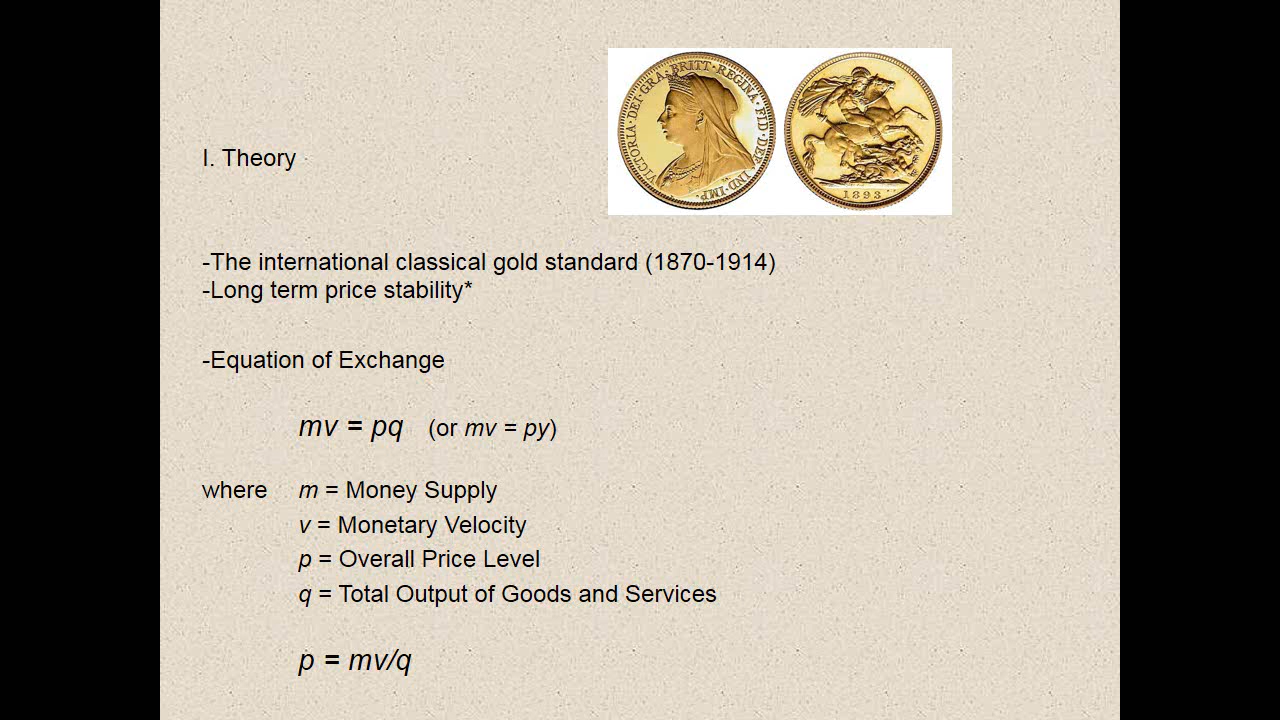 VICTORIA·DEI·GRA·BRITT·REGINA·FID·DEF·IND·IMP·
1893
I. Theory
-The international classical gold standard (1870-1914)
-Long term price stability*
-Equation of Exchange
mv = pq (or mv = py)
where m = Money Supply
v = Monetary Velocity
p = Overall Price Level
q = Total Output of Goods and Services
p = mv/q